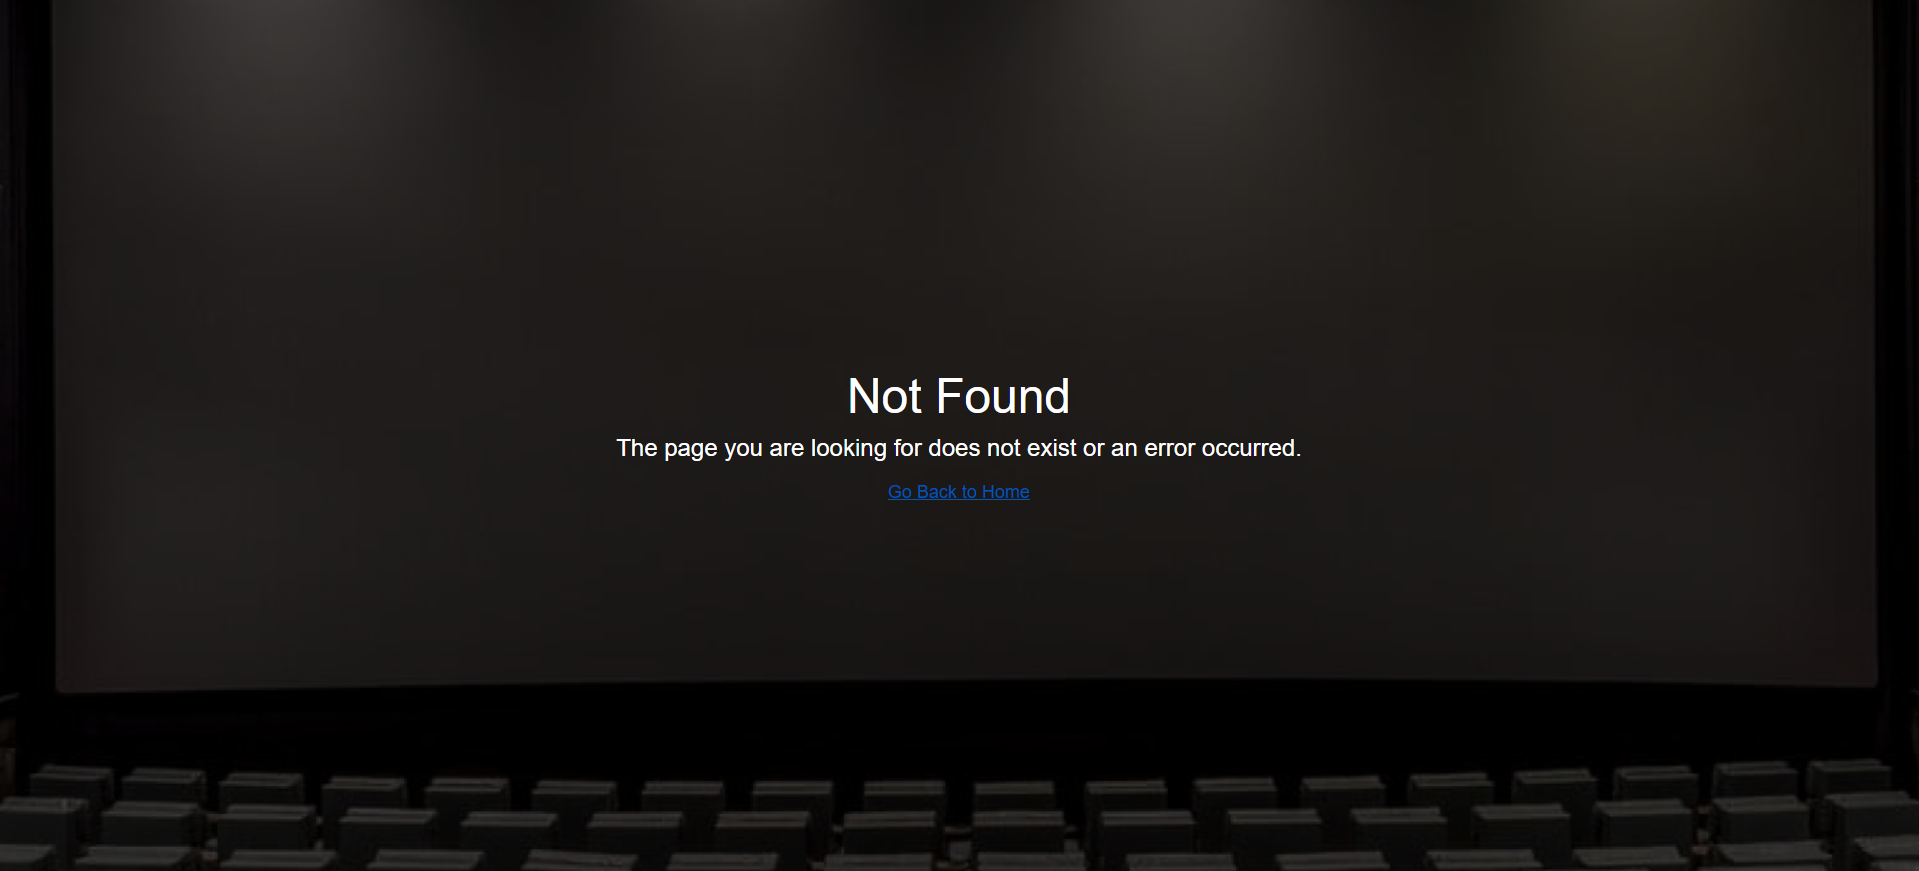 Not Found
The page you are looking for does not exist or an error occurred.
Go Back to Home